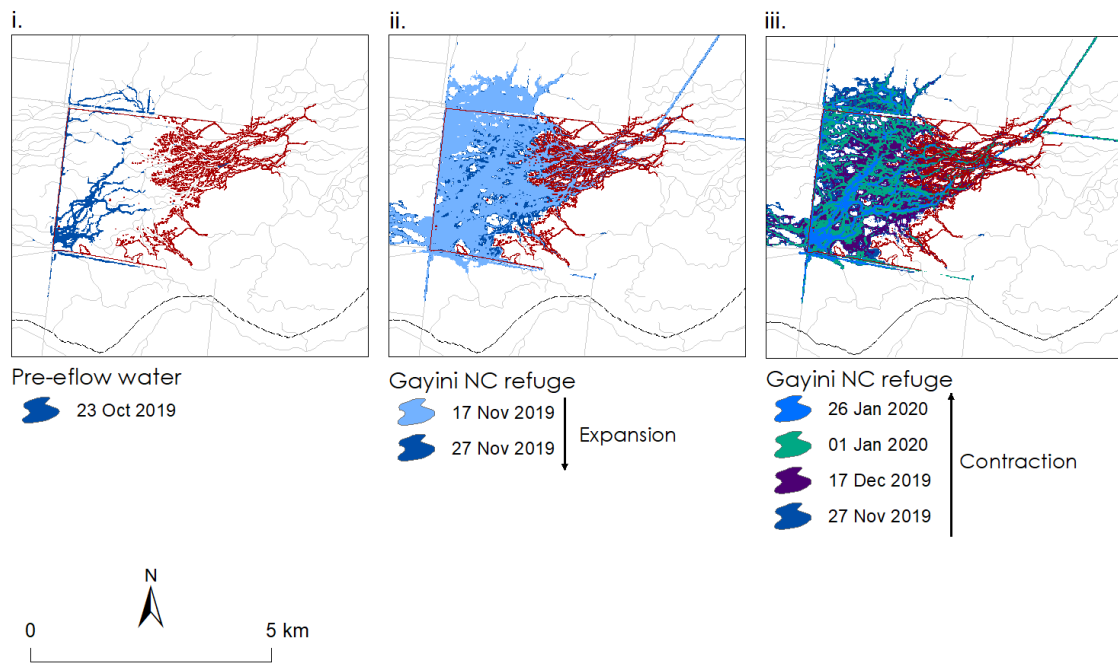 i.
ii.
iii.
Pre-eflow water
23 Oct 2019
Gayini NC refuge
17 Nov 2019
27 Nov 2019
Expansion
Gayini NC refuge
26 Jan 2020
01 Jan 2020
17 Dec 2019
27 Nov 2019
Contraction
N
0
5 km